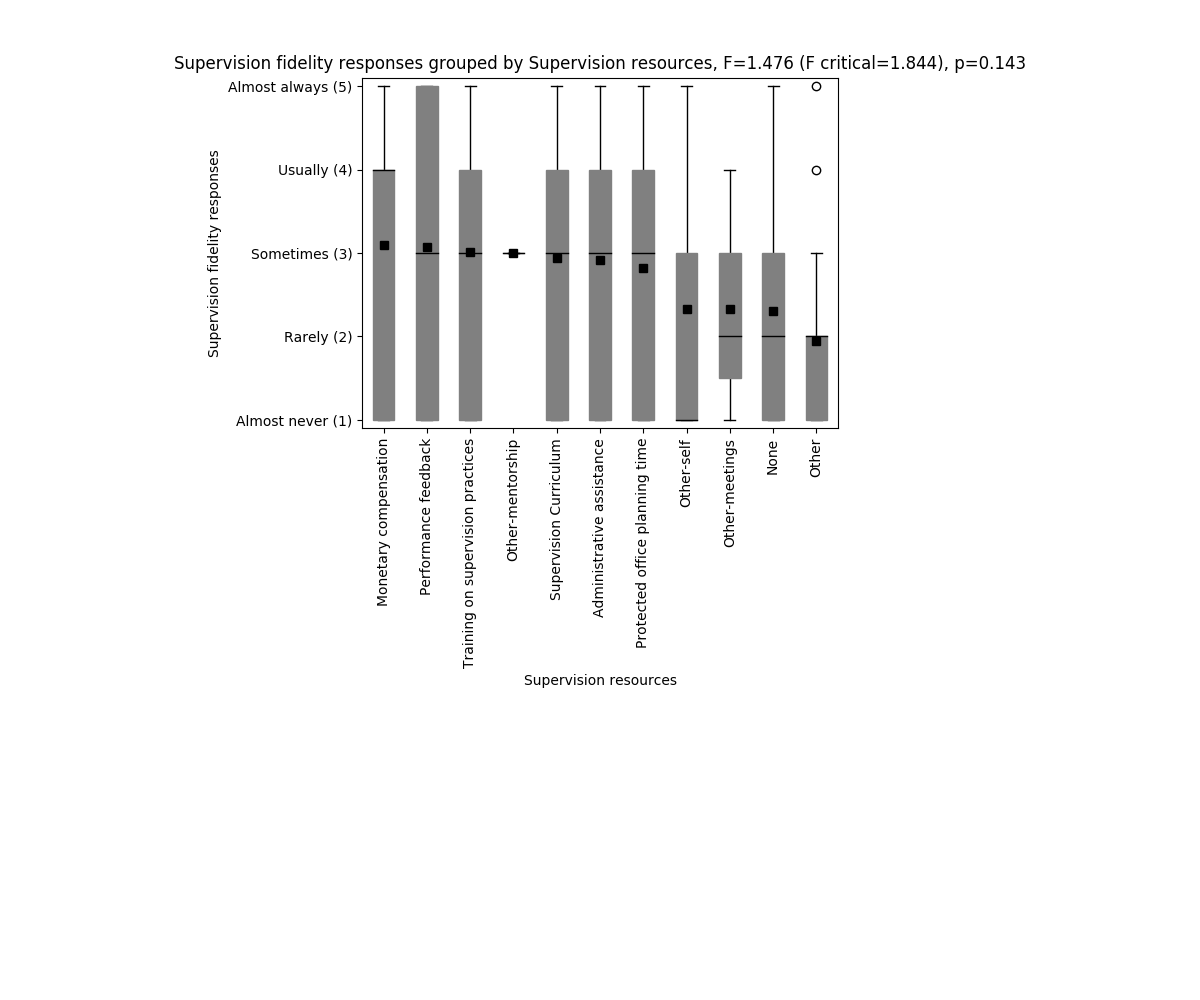 Supervision fidelity responses grouped by Supervision resources, F=1.476 (F critical=1.844), p=0.143
Supervision fidelity responses
Almost always (5)
Usually (4)
Sometimes (3)
Rarely (2)
Almost never (1)
Monetary compensation
Performance feedback
Training on supervision practices
Other-mentorship
Supervision Curriculum
Administrative assistance
Protected office planning time
Other-self
Other-meetings
None
Other
Supervision resources